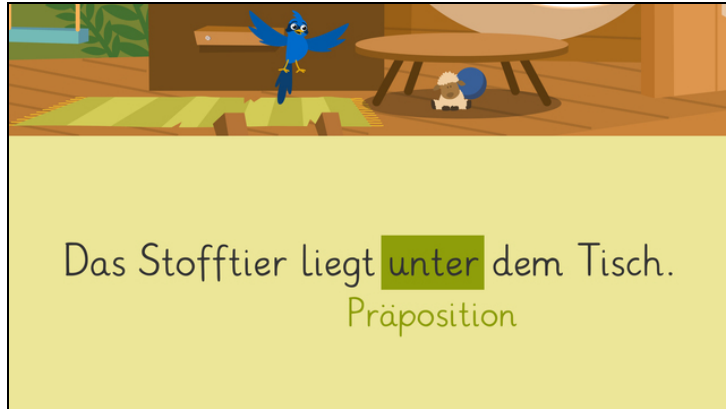 Das Stofftier liegt unter dem Tisch.
Präposition